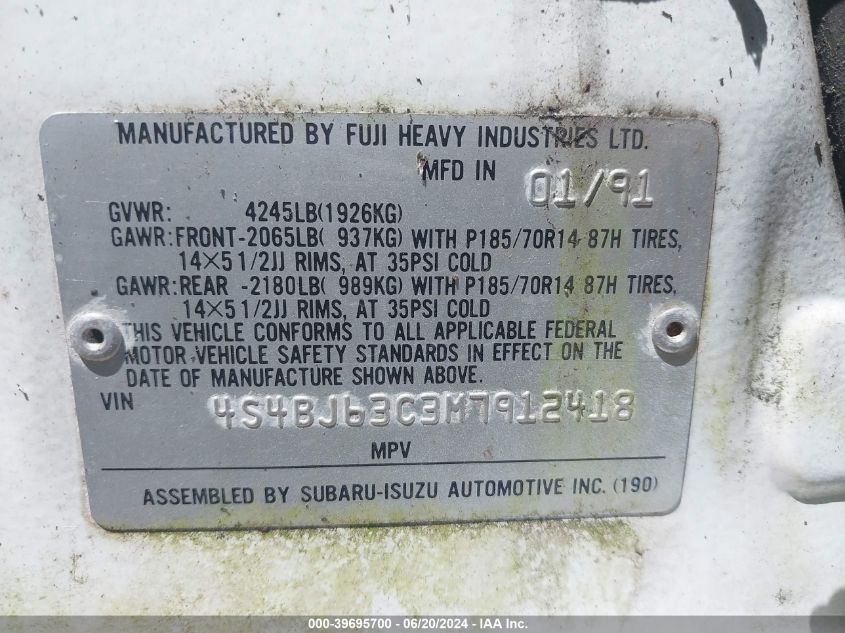 MANUFACTURED BY FUJI HEAVY INDUSTRIES LTD.
MFD IN 01/91
GVWR: 4245LB(1926KG)
GAWR:FRONT-2065LB( 937KG) WITH P185/70R14 87H TIRES,
14×5 1/2JJ RIMS, AT 35PSI COLD
GAWR:REAR -2180LB( 989KG) WITH P185/70R14 87H TIRES,
14×5 1/2JJ RIMS, AT 35PSI COLD
THIS VEHICLE CONFORMS TO ALL APPLICABLE FEDERAL
MOTOR VEHICLE SAFETY STANDARDS IN EFFECT ON THE
DATE OF MANUFACTURE SHOWN ABOVE.
VIN 4S4BJ63C3M7912418
MPV
ASSEMBLED BY SUBARU-ISUZU AUTOMOTIVE INC. (190)
000-39695700 - 06/20/2024 - IAA Inc.